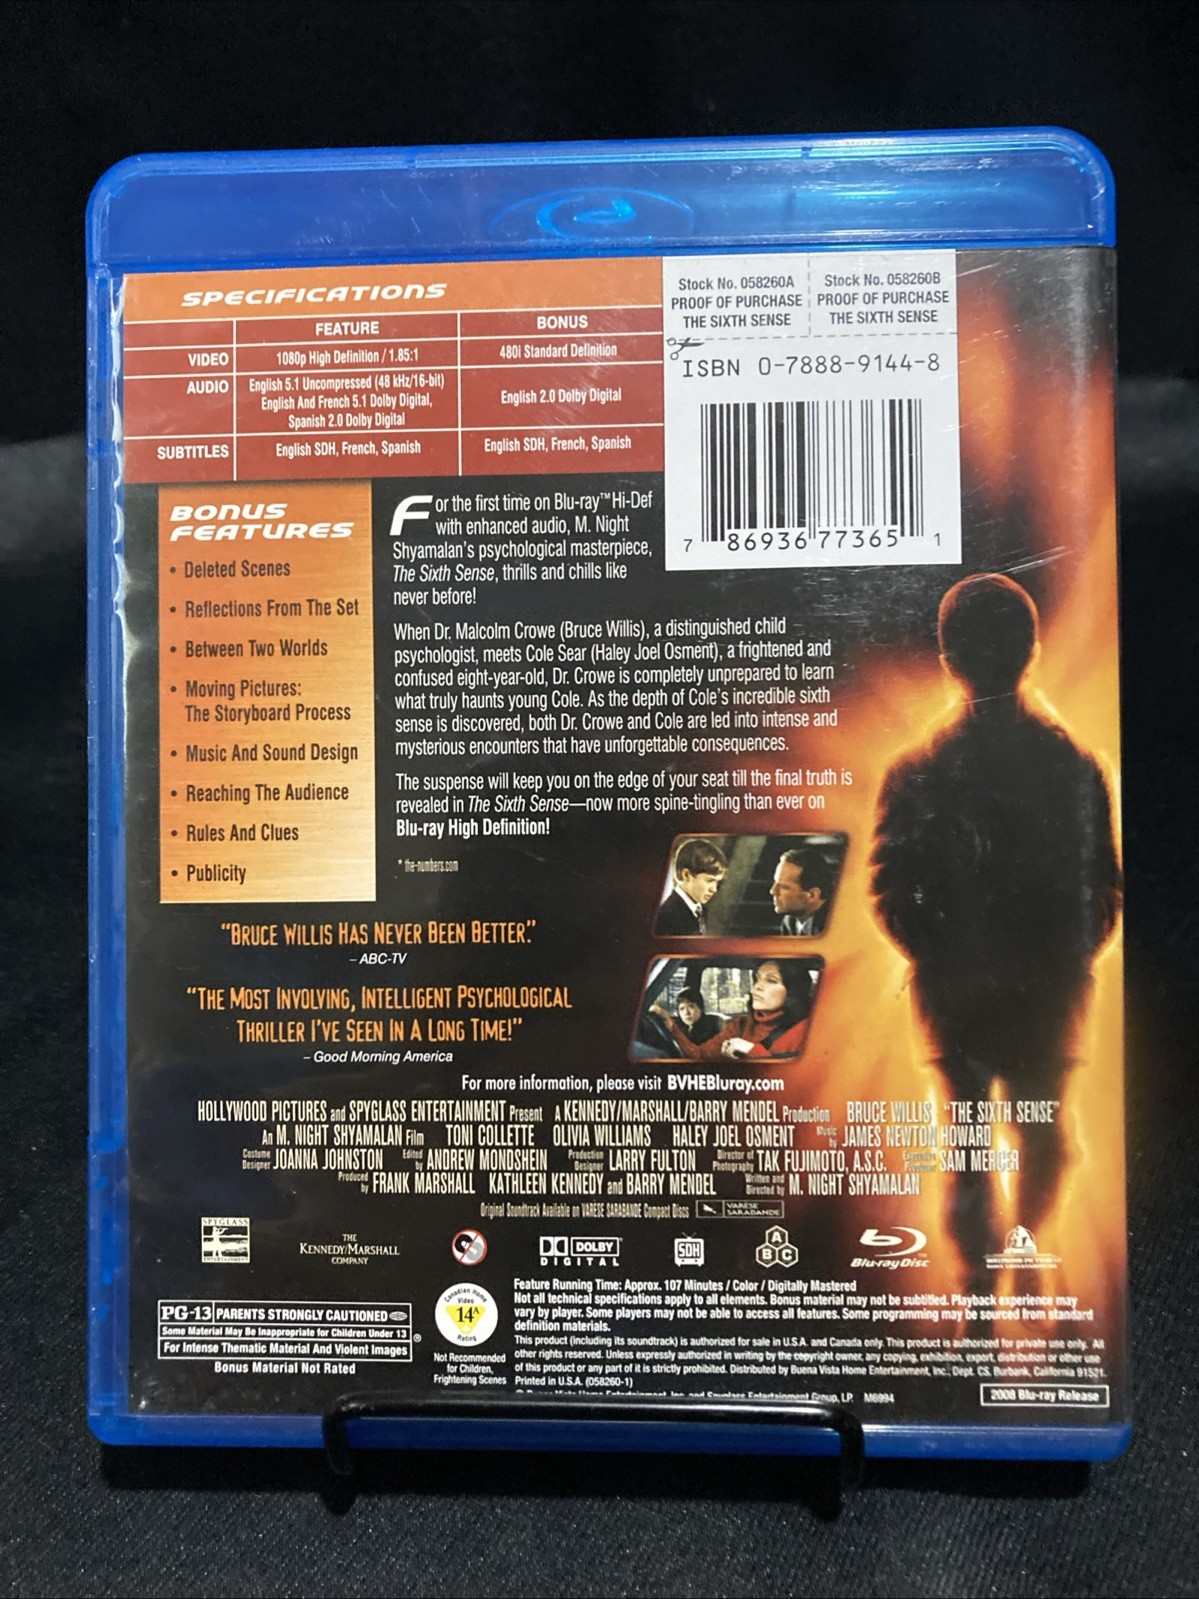 SPECIFICATIONS
FEATURE BONUS
VIDEO 1080p High Definition / 1.85:1 480i Standard Definition
AUDIO English 5.1 Uncompressed (48 kHz/16-bit)
English And French 5.1 Dolby Digital,
Spanish 2.0 Dolby Digital
English 2.0 Dolby Digital
SUBTITLES English SDH, French, Spanish English SDH, French, Spanish
Stock No. 058260A
PROOF OF PURCHASE
THE SIXTH SENSE
Stock No. 058260B
PROOF OF PURCHASE
THE SIXTH SENSE
ISBN 0-7888-9144-8
7 86936 77365 1
BONUS
FEATURES
• Deleted Scenes
• Reflections From The Set
• Between Two Worlds
• Moving Pictures:
The Storyboard Process
• Music And Sound Design
• Reaching The Audience
• Rules And Clues
• Publicity
For the first time on Blu-ray™ Hi-Def
with enhanced audio, M. Night
Shyamalan's psychological masterpiece,
The Sixth Sense, thrills and chills like
never before!
When Dr. Malcolm Crowe (Bruce Willis), a distinguished child
psychologist, meets Cole Sear (Haley Joel Osment), a frightened and
confused eight-year-old, Dr. Crowe is completely unprepared to learn
what truly haunts young Cole. As the depth of Cole's incredible sixth
sense is discovered, both Dr. Crowe and Cole are led into intense and
mysterious encounters that have unforgettable consequences.
The suspense will keep you on the edge of your seat till the final truth is
revealed in The Sixth Sense—now more spine-tingling than ever on
Blu-ray High Definition!
* the-numbers.com
"BRUCE WILLIS HAS NEVER BEEN BETTER."
– ABC-TV
"THE MOST INVOLVING, INTELLIGENT PSYCHOLOGICAL
THRILLER I'VE SEEN IN A LONG TIME!"
– Good Morning America
For more information, please visit BVHEBluray.com
HOLLYWOOD PICTURES and SPYGLASS ENTERTAINMENT Present A KENNEDY/MARSHALL/BARRY MENDEL Production BRUCE WILLIS "THE SIXTH SENSE"
An M. NIGHT SHYAMALAN Film TONI COLLETTE OLIVIA WILLIAMS HALEY JOEL OSMENT Music by JAMES NEWTON HOWARD
Costume Designer JOANNA JOHNSTON Edited by ANDREW MONDSHEIN Production Designer LARRY FULTON Director of Photography TAK FUJIMOTO, A.S.C. Executive Producer SAM MERCER
Produced by FRANK MARSHALL KATHLEEN KENNEDY and BARRY MENDEL Written and Directed by M. NIGHT SHYAMALAN
Original Soundtrack Available on VARÈSE SARABANDE Compact Discs VARÈSE SARABANDE
SPYGLASS
ENTERTAINMENT
THE
KENNEDY/MARSHALL
COMPANY
DOLBY
DIGITAL
SDH
A
B C
Blu-ray Disc
PG-13 PARENTS STRONGLY CAUTIONED
Some Material May Be Inappropriate for Children Under 13
For Intense Thematic Material And Violent Images
Bonus Material Not Rated
Canadian Home
Video
14A
Rating
Not Recommended
for Children,
Frightening Scenes
Feature Running Time: Approx. 107 Minutes / Color / Digitally Mastered
Not all technical specifications apply to all elements. Bonus material may not be subtitled. Playback experience may
vary by player. Some players may not be able to access all features. Some programming may be sourced from standard
definition materials.
This product (including its soundtrack) is authorized for sale in U.S.A. and Canada only. This product is authorized for private use only. All
other rights reserved. Unless expressly authorized in writing by the copyright owner, any copying, exhibition, export, distribution or other use
of this product or any part of it is strictly prohibited. Distributed by Buena Vista Home Entertainment, Inc., Dept. CS, Burbank, California 91521.
Printed in U.S.A. (058260-1)
© Buena Vista Home Entertainment, Inc. and Spyglass Entertainment Group, LP. M6994
2008 Blu-ray Release